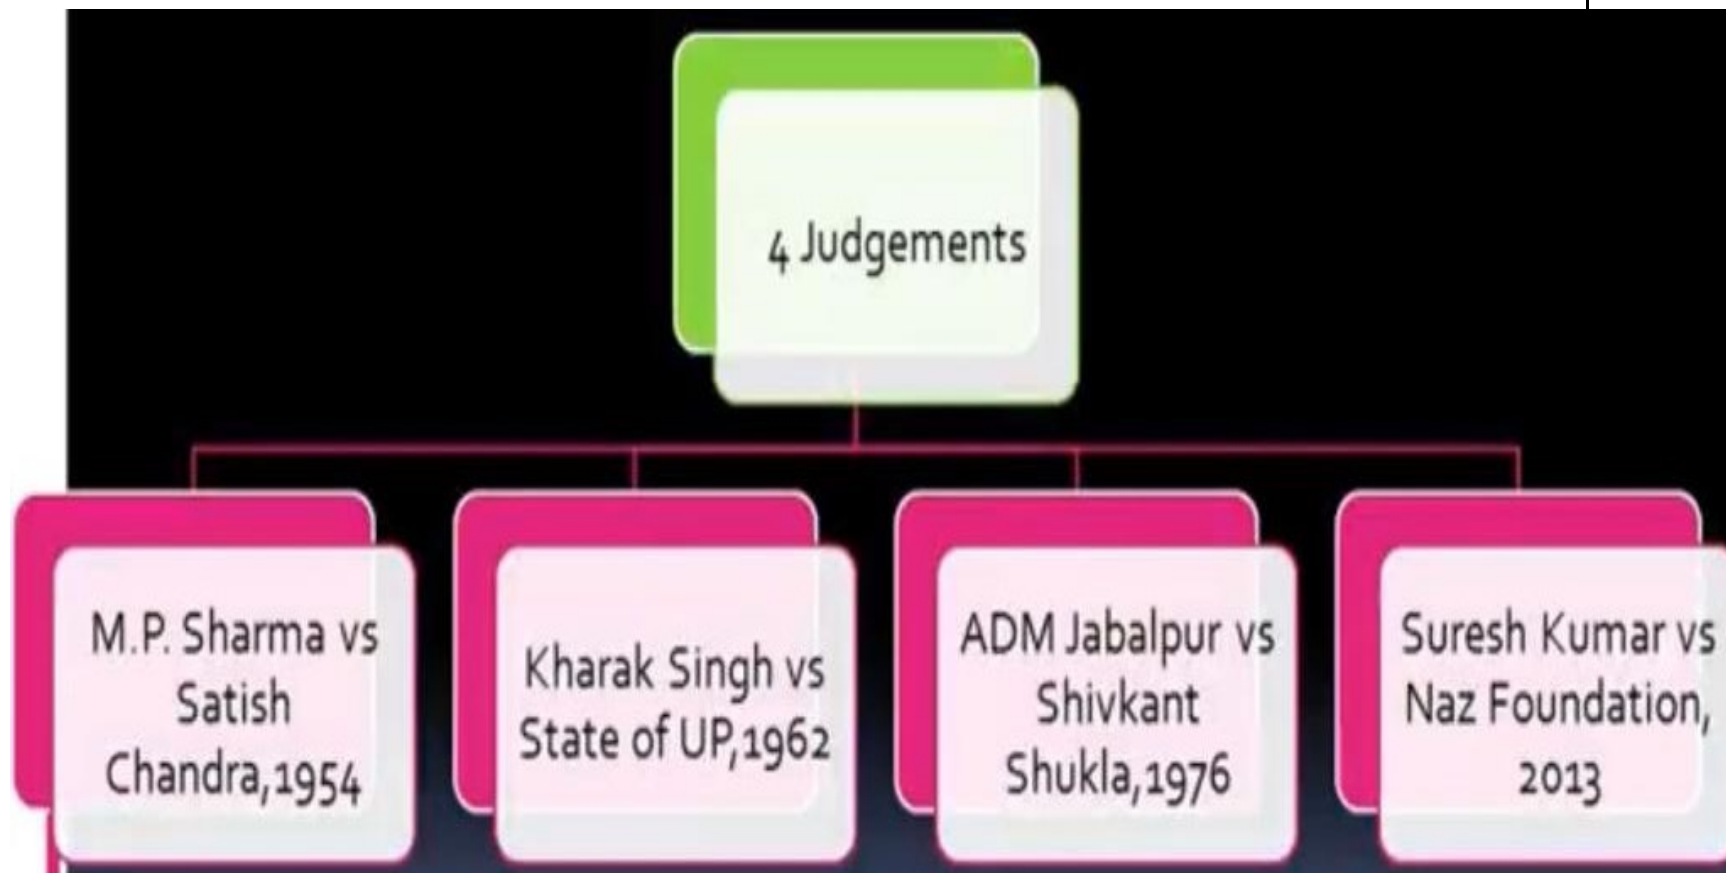 4 Judgements
M.P. Sharma vs
Satish
Chandra,1954
Kharak Singh vs
State of UP,1962
ADM Jabalpur vs
Shivkant
Shukla,1976
Suresh Kumar vs
Naz Foundation,
2013